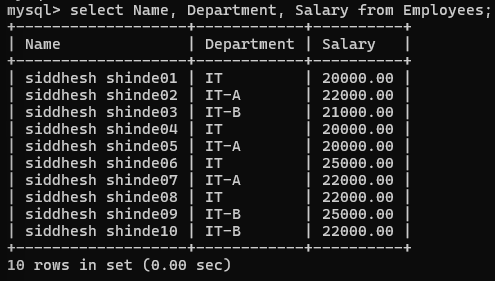 mysql> select Name, Department, Salary from Employees;
+-------------------+------------+----------+
| Name              | Department | Salary   |
+-------------------+------------+----------+
| siddhesh shinde01 | IT         | 20000.00 |
| siddhesh shinde02 | IT-A       | 22000.00 |
| siddhesh shinde03 | IT-B       | 21000.00 |
| siddhesh shinde04 | IT         | 20000.00 |
| siddhesh shinde05 | IT-A       | 20000.00 |
| siddhesh shinde06 | IT         | 25000.00 |
| siddhesh shinde07 | IT-A       | 22000.00 |
| siddhesh shinde08 | IT         | 22000.00 |
| siddhesh shinde09 | IT-B       | 25000.00 |
| siddhesh shinde10 | IT-B       | 22000.00 |
+-------------------+------------+----------+
10 rows in set (0.00 sec)